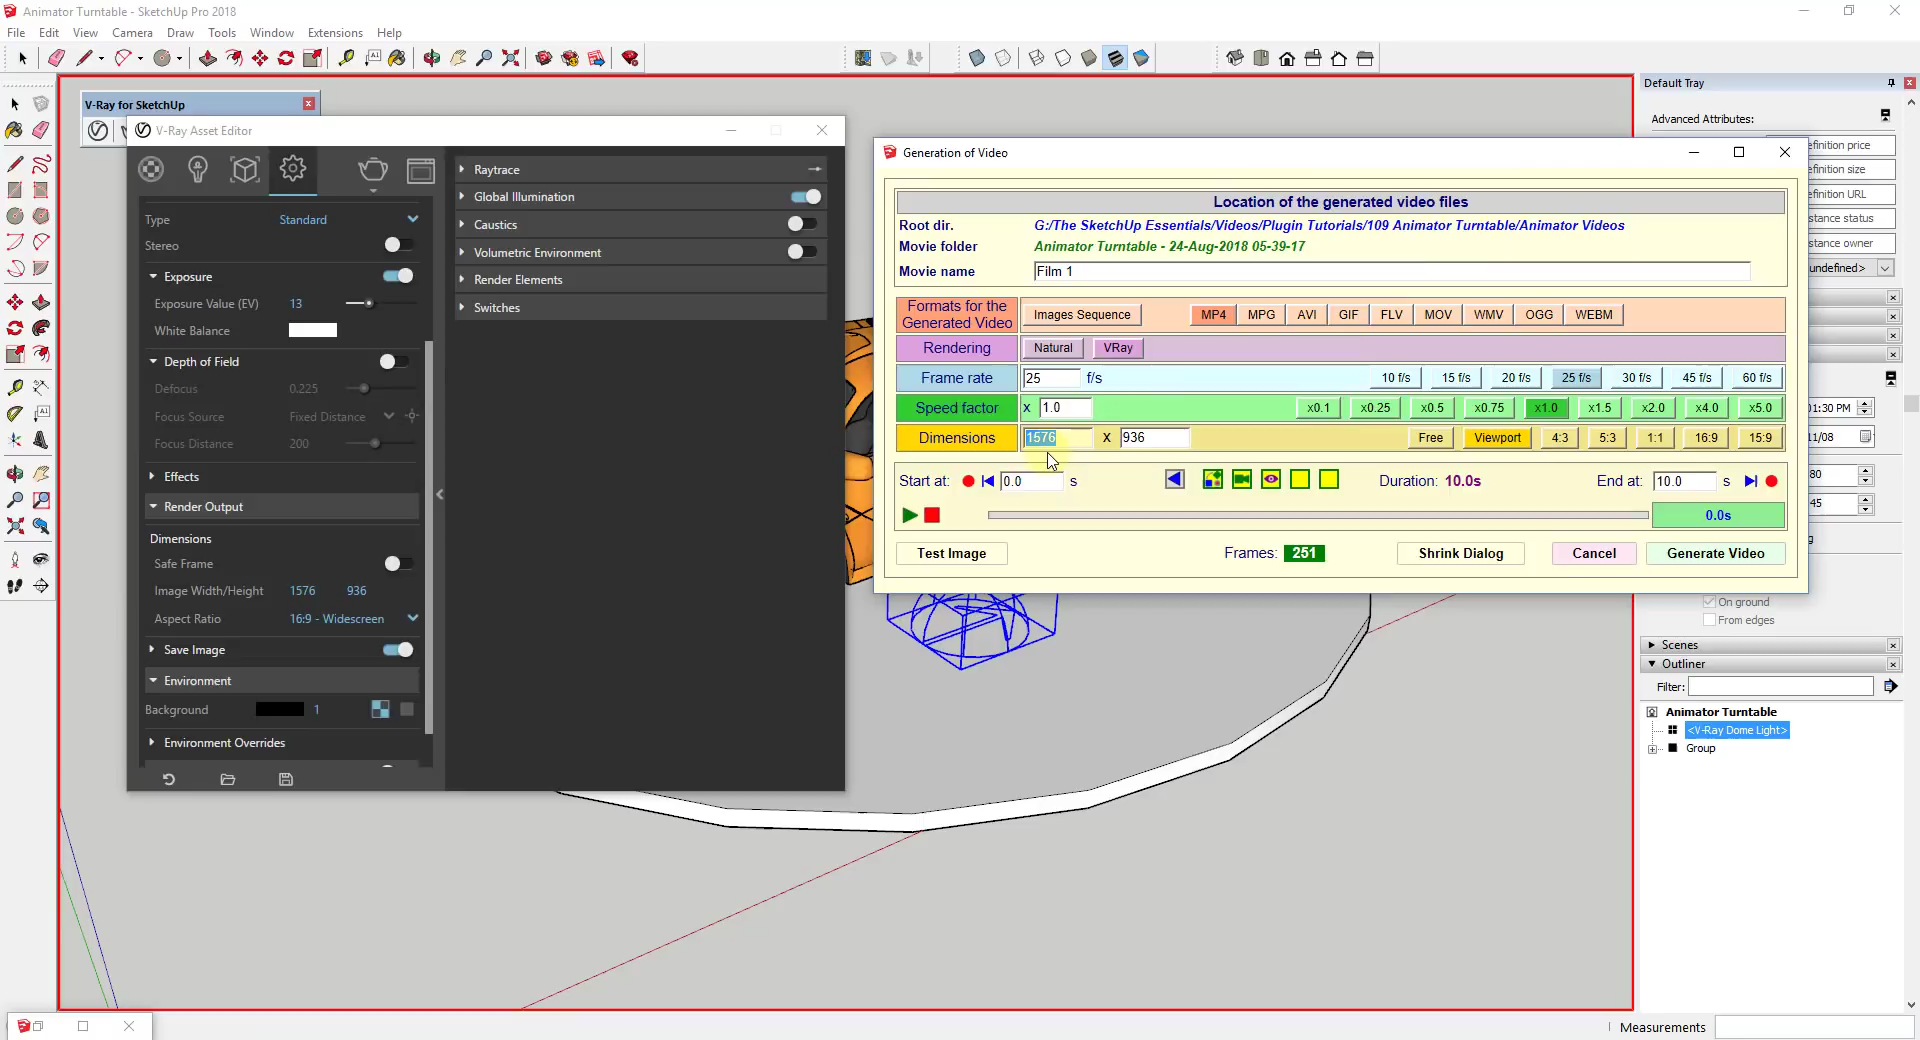 Animator Turntable - SketchUp Pro 2018
File Edit View Camera Draw Tools Window Extensions Help
Default Tray
V-Ray for SketchUp
V-Ray Asset Editor
Type Standard
Stereo
Exposure
Exposure Value (EV) 13
White Balance
Depth of Field
Defocus 0.225
Focus Source Fixed Distance
Focus Distance 200
Effects
Render Output
Dimensions
Safe Frame
Image Width/Height 1576 936
Aspect Ratio 16:9 - Widescreen
Save Image
Environment
Background 1
Environment Overrides
Raytrace
Global Illumination
Caustics
Volumetric Environment
Render Elements
Switches
Generation of Video
Location of the generated video files
Root dir. G:/The SketchUp Essentials/Videos/Plugin Tutorials/109 Animator Turntable/Animator Videos
Movie folder Animator Turntable - 24-Aug-2018 05-39-17
Movie name Film 1
Formats for the
Generated Video
Images Sequence MP4 MPG AVI GIF FLV MOV WMV OGG WEBM
Rendering Natural VRay
Frame rate 25 f/s 10 f/s 15 f/s 20 f/s 25 f/s 30 f/s 45 f/s 60 f/s
Speed factor x 1.0 x0.1 x0.25 x0.5 x0.75 x1.0 x1.5 x2.0 x4.0 x5.0
Dimensions 1576 X 936 Free Viewport 4:3 5:3 1:1 16:9 15:9
Start at: 0.0 s Duration: 10.0s End at: 10.0 s
0.0s
Test Image Frames: 251 Shrink Dialog Cancel Generate Video
Advanced Attributes:
efinition price
efinition size
efinition URL
stance status
stance owner
undefined>
01:30 PM
11/08
80
45
g
On ground
From edges
Scenes
Outliner
Filter:
Animator Turntable
<V-Ray Dome Light>
Group
Measurements